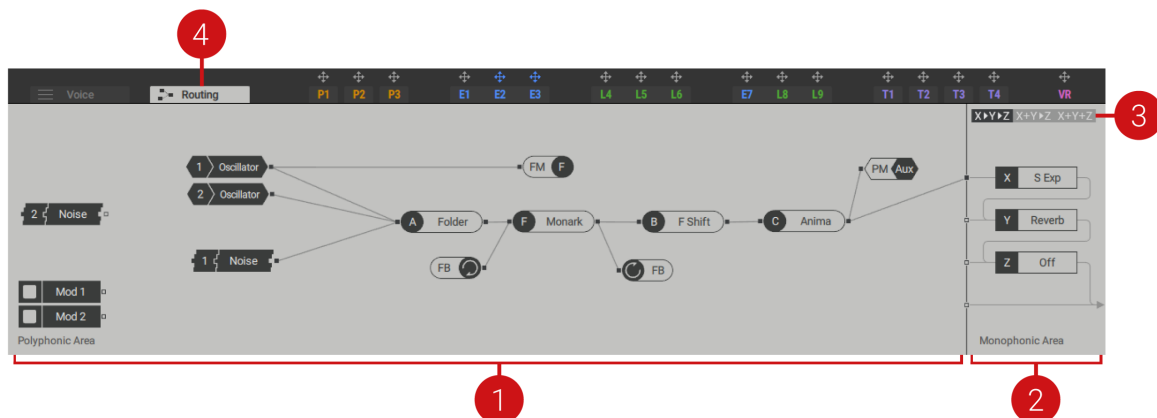 4
Voice Routing P1 P2 P3 E1 E2 E3 L4 L5 L6 E7 L8 L9 T1 T2 T3 T4 VR
X▸Y▸Z X+Y▸Z X+Y+Z
3
1 Oscillator FM F
PM Aux
X S Exp
2 Oscillator
2 Noise
A Folder F Monark B F Shift C Anima
Y Reverb
1 Noise
FB FB
Z Off
Mod 1
Mod 2
Polyphonic Area
Monophonic Area
1
2